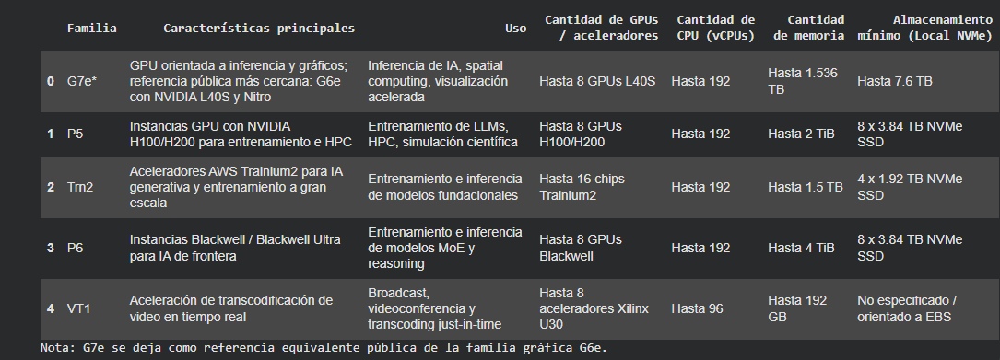 Familia Características principales Uso Cantidad de GPUs / aceleradores Cantidad de CPU (vCPUs) Cantidad de memoria Almacenamiento mínimo (Local NVMe)
0 G7e* GPU orientada a inferencia y gráficos; referencia pública más cercana: G6e con NVIDIA L40S y Nitro Inferencia de IA, spatial computing, visualización acelerada Hasta 8 GPUs L40S Hasta 192 Hasta 1.536 TB Hasta 7.6 TB
1 P5 Instancias GPU con NVIDIA H100/H200 para entrenamiento e HPC Entrenamiento de LLMs, HPC, simulación científica Hasta 8 GPUs H100/H200 Hasta 192 Hasta 2 TiB 8 x 3.84 TB NVMe SSD
2 Trn2 Aceleradores AWS Trainium2 para IA generativa y entrenamiento a gran escala Entrenamiento e inferencia de modelos fundacionales Hasta 16 chips Trainium2 Hasta 192 Hasta 1.5 TB 4 x 1.92 TB NVMe SSD
3 P6 Instancias Blackwell / Blackwell Ultra para IA de frontera Entrenamiento e inferencia de modelos MoE y reasoning Hasta 8 GPUs Blackwell Hasta 192 Hasta 4 TiB 8 x 3.84 TB NVMe SSD
4 VT1 Aceleración de transcodificación de video en tiempo real Broadcast, videoconferencia y transcoding just-in-time Hasta 8 aceleradores Xilinx U30 Hasta 96 Hasta 192 GB No especificado / orientado a EBS
Nota: G7e se deja como referencia equivalente pública de la familia gráfica G6e.